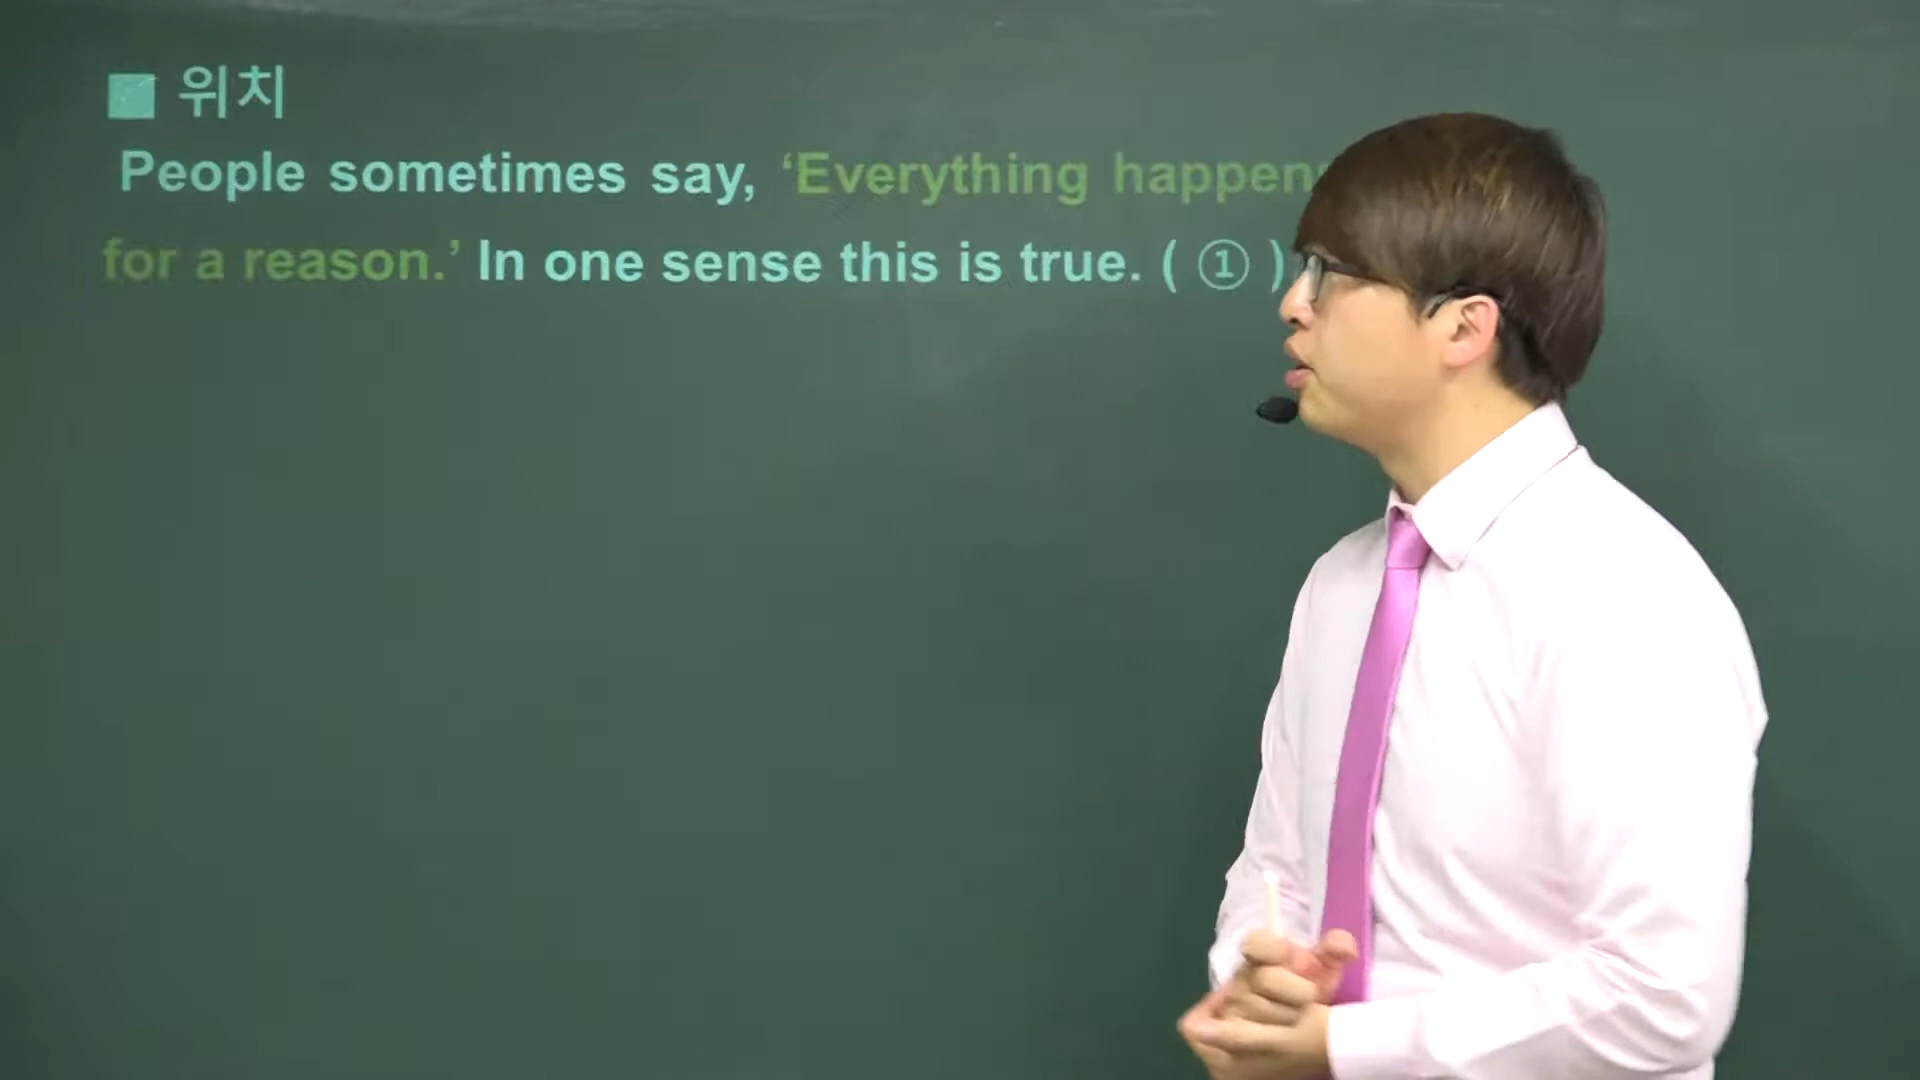 ■ 위치
People sometimes say, ‘Everything happen
for a reason.’ In one sense this is true. ( ① )